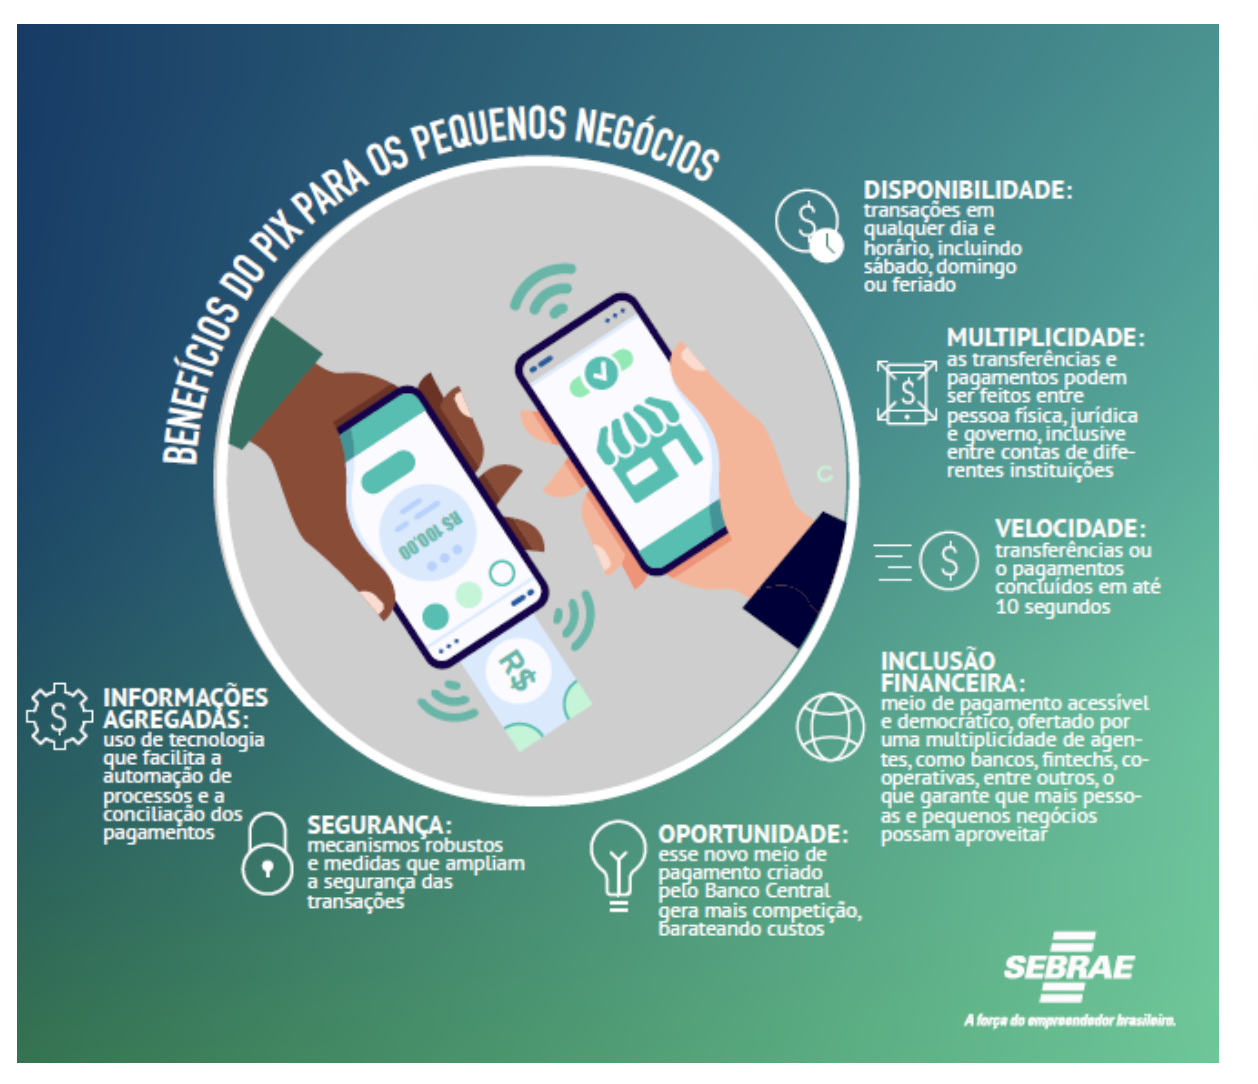 BENEFÍCIOS DO PIX PARA OS PEQUENOS NEGÓCIOS
DISPONIBILIDADE:
transações em
qualquer dia e
horário, incluindo
sábado, domingo
ou feriado
MULTIPLICIDADE:
as transferências e
pagamentos podem
ser feitos entre
pessoa física, jurídica
e governo, inclusive
entre contas de dife-
rentes instituições
VELOCIDADE:
transferências ou
o pagamentos
concluídos em até
10 segundos
INCLUSÃO
FINANCEIRA:
meio de pagamento acessível
e democrático, ofertado por
uma multiplicidade de agen-
tes, como bancos, fintechs, co-
operativas, entre outros, o
que garante que mais pesso-
as e pequenos negócios
possam aproveitar
OPORTUNIDADE:
esse novo meio de
pagamento criado
pelo Banco Central
gera mais competição,
barateando custos
SEGURANÇA:
mecanismos robustos
e medidas que ampliam
a segurança das
transações
INFORMAÇÕES
AGREGADAS:
uso de tecnologia
que facilita a
automação de
processos e a
conciliação dos
pagamentos
R$ 100,00
R$
SEBRAE
A força do empreendedor brasileiro.